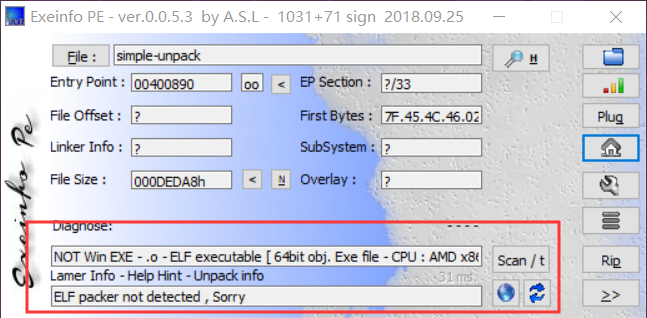 Exeinfo PE - ver.0.0.5.3 by A.S.L - 1031+71 sign 2018.09.25
File : simple-unpack H
Entry Point : 00400890 oo < EP Section : ?/33
File Offset : ? First Bytes : 7F.45.4C.46.02 Plug
Linker Info : ? SubSystem : ?
File Size : 000DEDA8h < N Overlay : ?
Diagnose:
NOT Win EXE - .o - ELF executable [ 64bit obj. Exe file - CPU : AMD x86 Scan / t
Lamer Info - Help Hint - Unpack info -31 ms.
Rip
ELF packer not detected , Sorry >>
Exeinfo Pe